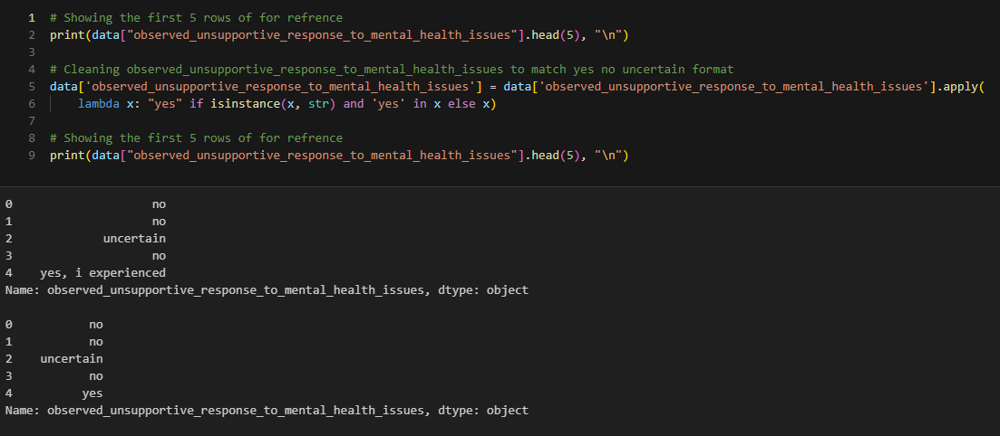 1 # Showing the first 5 rows of for refrence
2 print(data["observed_unsupportive_response_to_mental_health_issues"].head(5), "\n")
3
4 # Cleaning observed_unsupportive_response_to_mental_health_issues to match yes no uncertain format
5 data['observed_unsupportive_response_to_mental_health_issues'] = data['observed_unsupportive_response_to_mental_health_issues'].apply(
6     lambda x: "yes" if isinstance(x, str) and 'yes' in x else x)
7
8 # Showing the first 5 rows of for refrence
9 print(data["observed_unsupportive_response_to_mental_health_issues"].head(5), "\n")
0                    no
1                    no
2             uncertain
3                    no
4    yes, i experienced
Name: observed_unsupportive_response_to_mental_health_issues, dtype: object
0           no
1           no
2    uncertain
3           no
4          yes
Name: observed_unsupportive_response_to_mental_health_issues, dtype: object